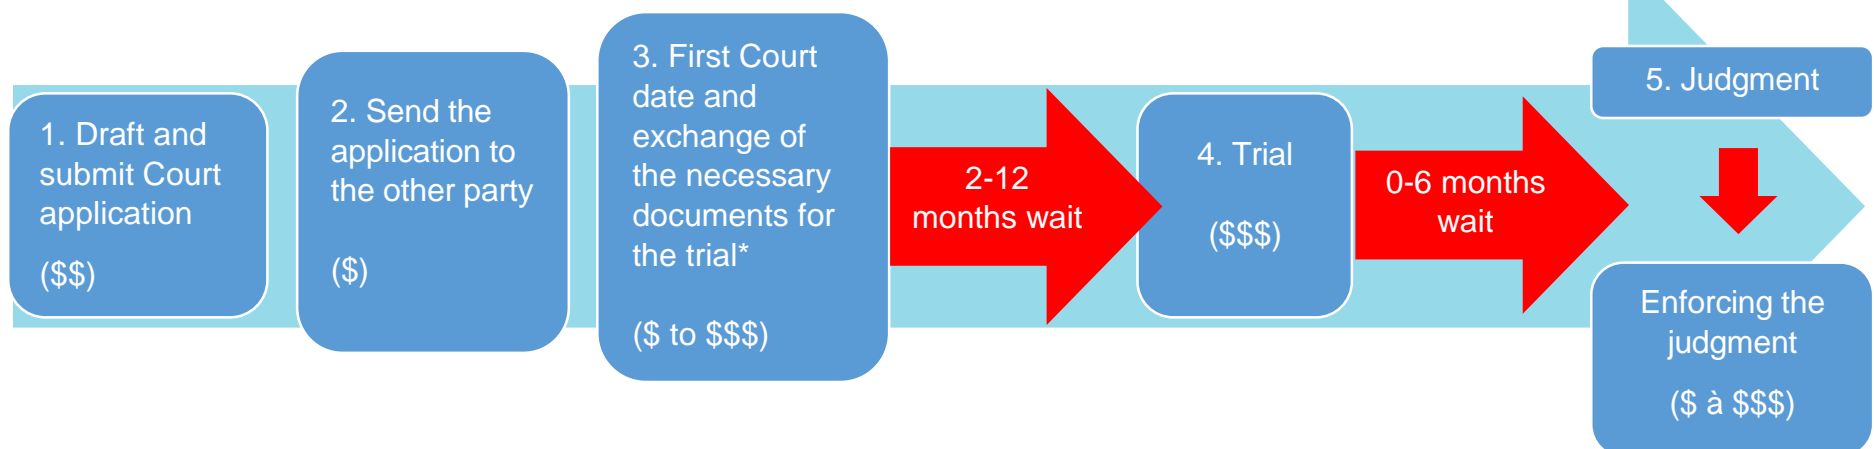 1. Draft and
submit Court
application
($$)
2. Send the
application to
the other party
($)
3. First Court
date and
exchange of
the necessary
documents for
the trial*
($ to $$$)
2-12
months wait
4. Trial
($$$)
0-6 months
wait
5. Judgment
Enforcing the
judgment
($ à $$$)